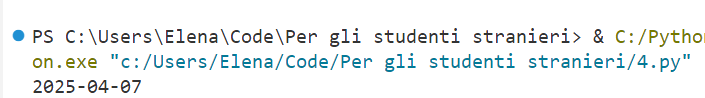 PS C:\Users\Elena\Code\Per gli studenti stranieri> & C:/Pytho
on.exe "c:/Users/Elena/Code/Per gli studenti stranieri/4.py"
2025-04-07